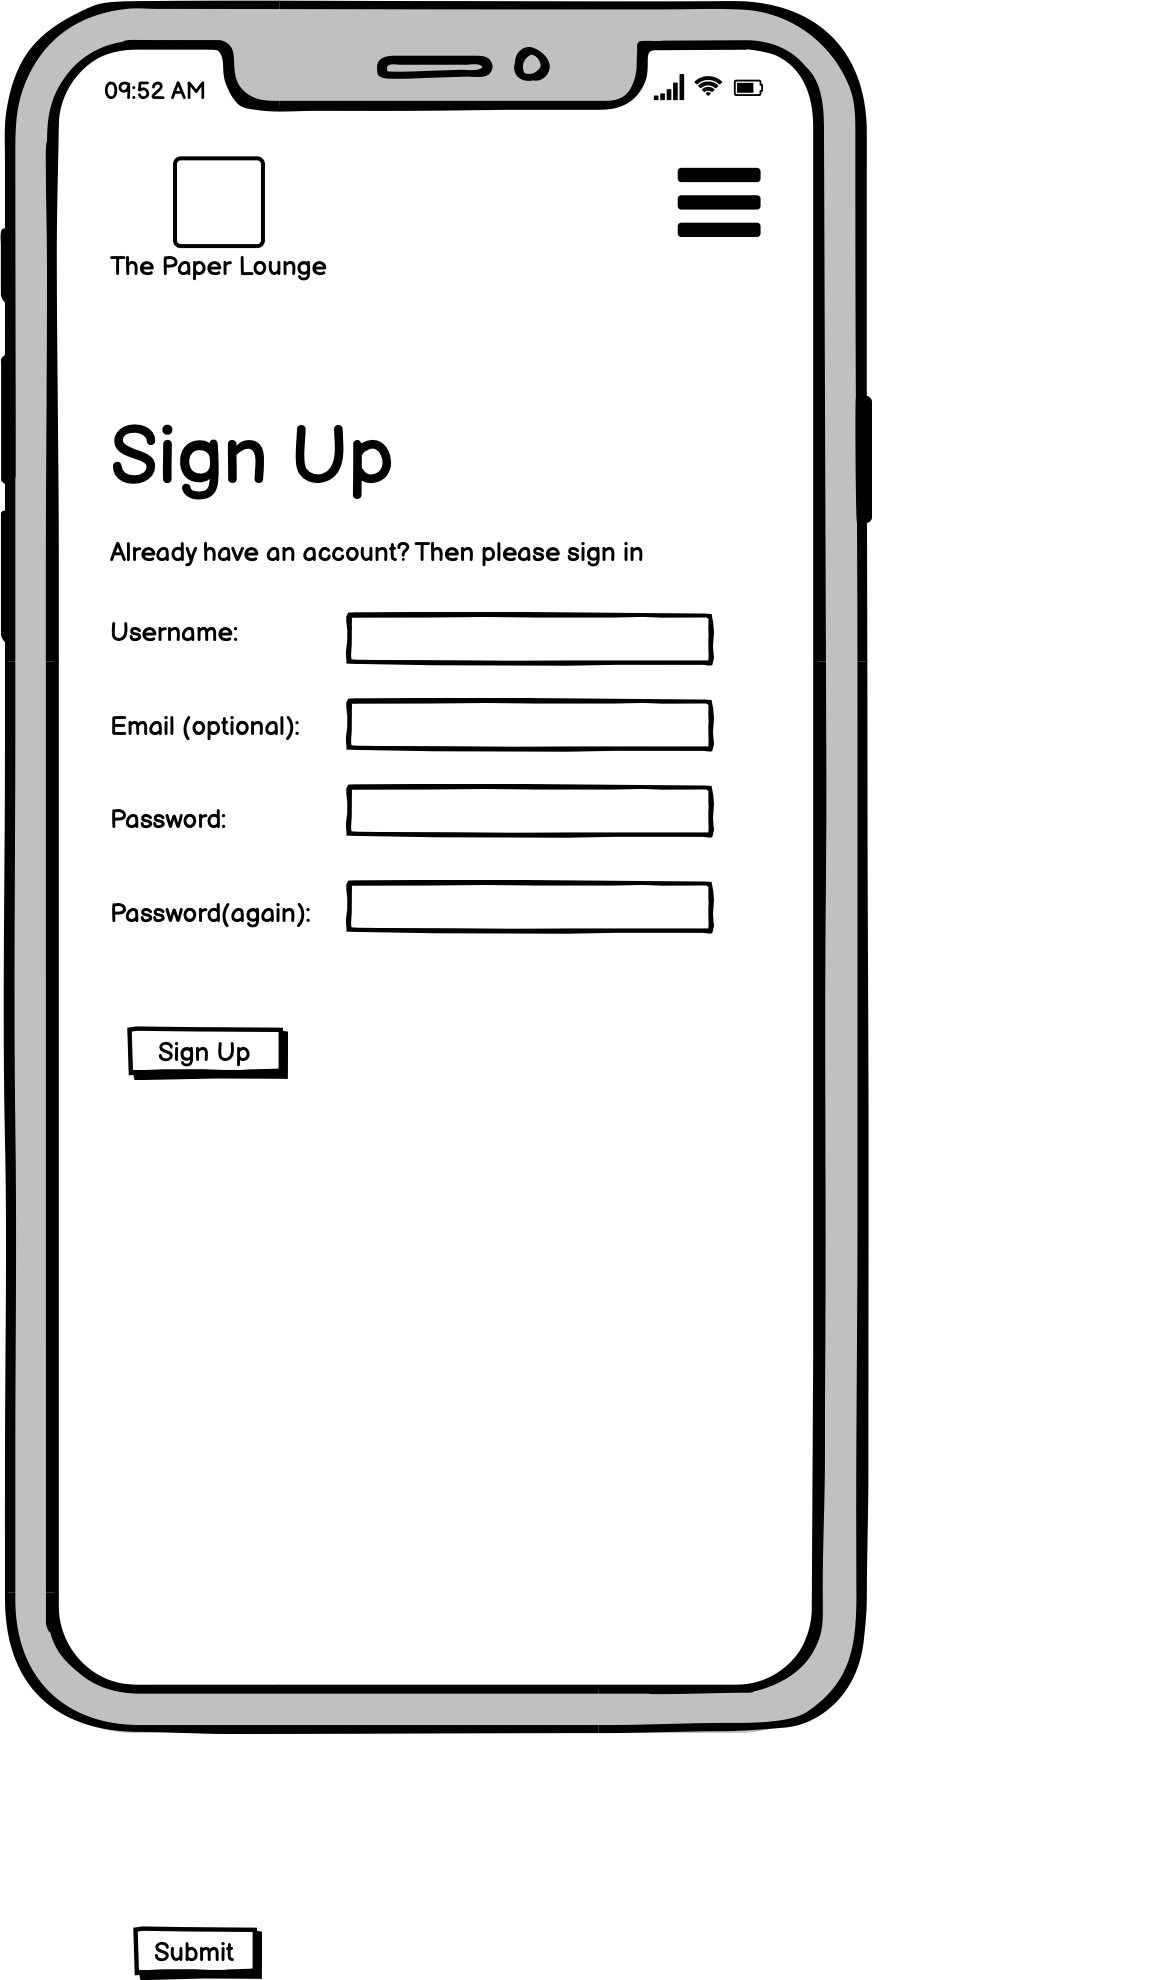 09:52 AM
The Paper Lounge
Sign Up
Already have an account? Then please sign in
Username:
Email (optional):
Password:
Password(again):
Sign Up
Submit